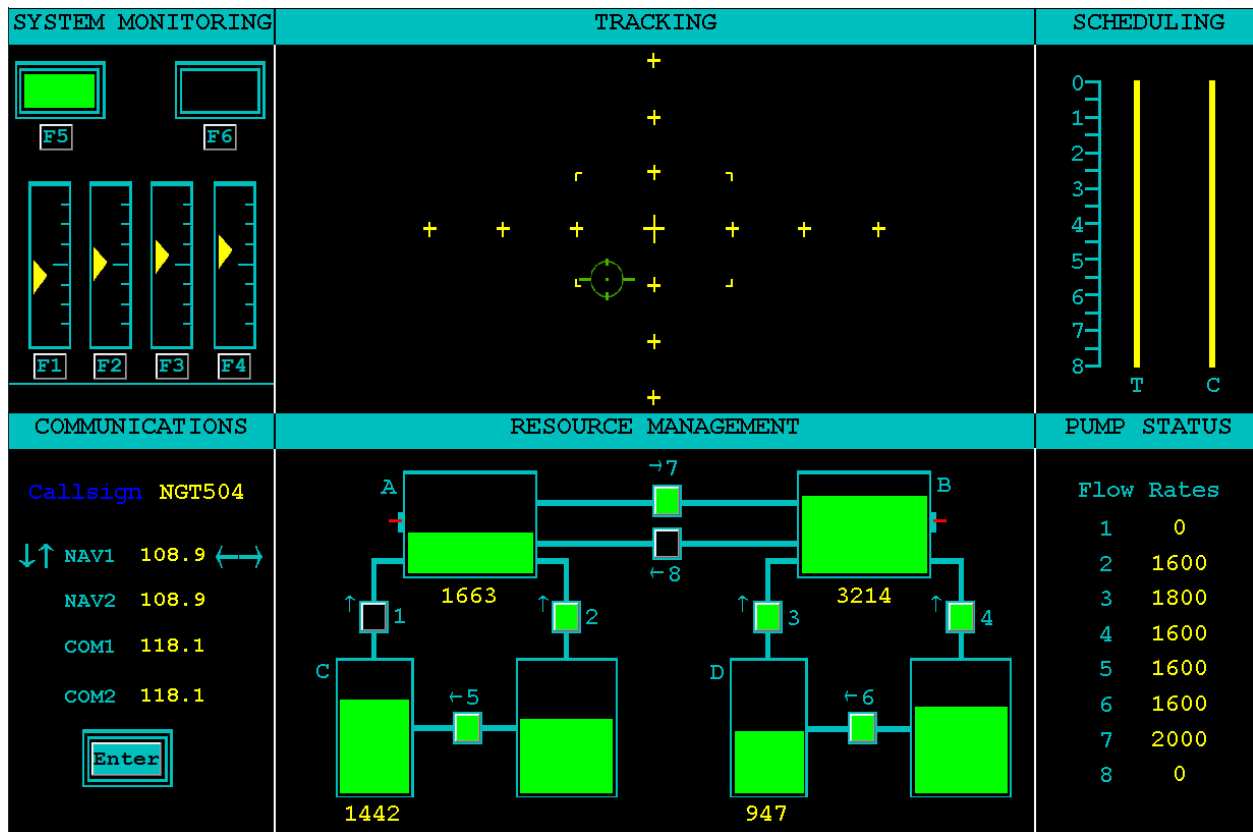 SYSTEM MONITORING
F5 F6
F1 F2 F3 F4
TRACKING
SCHEDULING
0
1
2
3
4
5
6
7
8
T C
COMMUNICATIONS
Callsign NGT504
↓↑ NAV1 108.9 ←→
NAV2 108.9
COM1 118.1
COM2 118.1
Enter
RESOURCE MANAGEMENT
→7
A B
←8
1663 3214
↑ 1 ↑ 2 ↑ 3 ↑ 4
C D
←5 ←6
1442 947
PUMP STATUS
Flow Rates
1 0
2 1600
3 1800
4 1600
5 1600
6 1600
7 2000
8 0